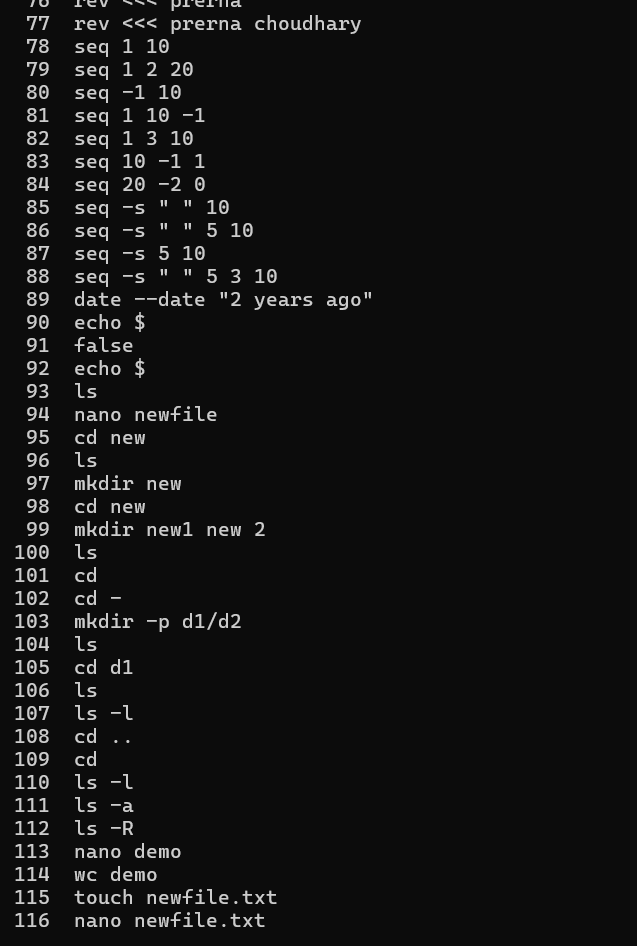 76 rev <<< prerna
77 rev <<< prerna choudhary
78 seq 1 10
79 seq 1 2 20
80 seq -1 10
81 seq 1 10 -1
82 seq 1 3 10
83 seq 10 -1 1
84 seq 20 -2 0
85 seq -s " " 10
86 seq -s " " 5 10
87 seq -s 5 10
88 seq -s " " 5 3 10
89 date --date "2 years ago"
90 echo $
91 false
92 echo $
93 ls
94 nano newfile
95 cd new
96 ls
97 mkdir new
98 cd new
99 mkdir new1 new 2
100 ls
101 cd
102 cd -
103 mkdir -p d1/d2
104 ls
105 cd d1
106 ls
107 ls -l
108 cd ..
109 cd
110 ls -l
111 ls -a
112 ls -R
113 nano demo
114 wc demo
115 touch newfile.txt
116 nano newfile.txt